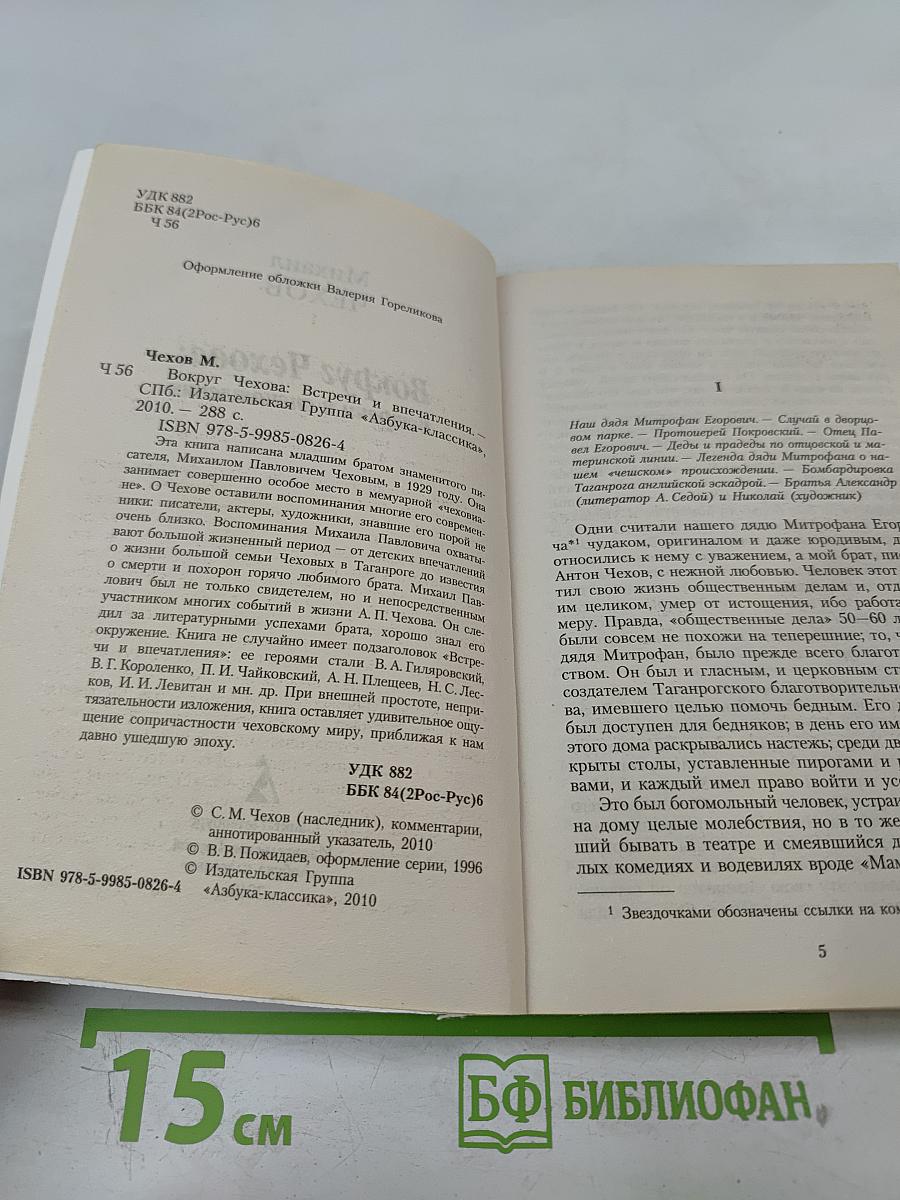 УДК 882
ББК 84(2Рос-Рус)6
Ч 56
Оформление обложки Валерия Гореликова
Чехов М.
Ч 56 Вокруг Чехова: Встречи и впечатления. —
СПб.: Издательская Группа «Азбука-классика»,
2010. — 288 с.
ISBN 978-5-9985-0826-4
Эта книга написана младшим братом знаменитого пи-
сателя, Михаилом Павловичем Чеховым, в 1929 году. Она
занимает совершенно особое место в мемуарной «чеховиа-
не». О Чехове оставили воспоминания многие его современ-
ники: писатели, актеры, художники, знавшие его порой не
очень близко. Воспоминания Михаила Павловича охваты-
вают большой жизненный период — от детских впечатлений
о жизни большой семьи Чеховых в Таганроге до известия
о смерти и похорон горячо любимого брата. Михаил Пав-
лович был не только свидетелем, но и непосредственным
участником многих событий в жизни А. П. Чехова. Он сле-
дил за литературными успехами брата, хорошо знал его
окружение. Книга не случайно имеет подзаголовок «Встре-
чи и впечатления»: ее героями стали В. А. Гиляровский,
В. Г. Короленко, П. И. Чайковский, А. Н. Плещеев, Н. С. Лес-
ков, И. И. Левитан и мн. др. При внешней простоте, непри-
тязательности изложения, книга оставляет удивительное ощу-
щение сопричастности чеховскому миру, приближая к нам
давно ушедшую эпоху.
УДК 882
ББК 84(2Рос-Рус)6
© С. М. Чехов (наследник), комментарии,
аннотированный указатель, 2010
© В. В. Пожидаев, оформление серии, 1996
© Издательская Группа
«Азбука-классика», 2010
ISBN 978-5-9985-0826-4
I
Наш дядя Митрофан Егорович. — Случай в дворцо-
вом парке. — Протоиерей Покровский. — Отец Па-
вел Егорович. — Деды и прадеды по отцовской и ма-
теринской линии. — Легенда дяди Митрофана о на-
шем «чешском» происхождении. — Бомбардировка
Таганрога английской эскадрой. — Братья Александр
(литератор А. Седой) и Николай (художник)
Одни считали нашего дядю Митрофана Егор
ча*¹ чудаком, оригиналом и даже юродивым, д
относились к нему с уважением, а мой брат, пи
Антон Чехов, с нежной любовью. Человек этот
тил свою жизнь общественным делам и, отд
им целиком, умер от истощения, ибо работа
меру. Правда, «общественные дела» 50—60 л
были совсем не похожи на теперешние; то, ч
дядя Митрофан, было прежде всего благот
ством. Он был и гласным, и церковным ст
создателем Таганрогского благотворительн
ва, имевшего целью помочь бедным. Его д
был доступен для бедняков; в день его им
этого дома раскрывались настежь; среди дв
крыты столы, уставленные пирогами и
вами, и каждый имел право войти и усе
Это был богомольный человек, устраи
на дому целые молебствия, но в то же
ший бывать в театре и смеявшийся д
лых комедиях и водевилях вроде «Мам
¹ Звездочками обозначены ссылки на ком
5
15 см
БФ БИБЛИОФАН